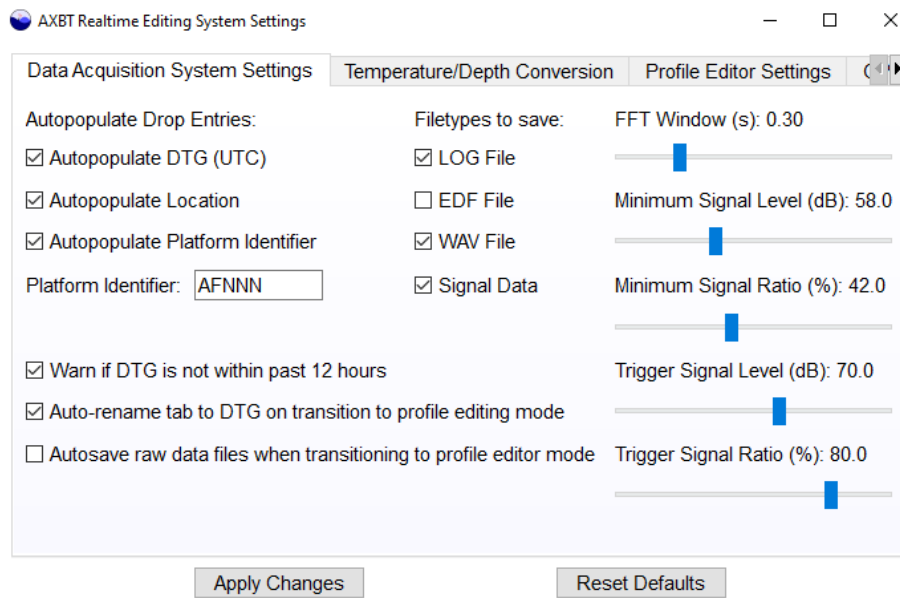 AXBT Realtime Editing System Settings
Data Acquisition System Settings
Temperature/Depth Conversion
Profile Editor Settings
Autopopulate Drop Entries:
Autopopulate DTG (UTC)
Autopopulate Location
Autopopulate Platform Identifier
Platform Identifier: AFNNN
Filetypes to save:
LOG File
EDF File
WAV File
Signal Data
FFT Window (s): 0.30
Minimum Signal Level (dB): 58.0
Minimum Signal Ratio (%): 42.0
Trigger Signal Level (dB): 70.0
Trigger Signal Ratio (%): 80.0
Warn if DTG is not within past 12 hours
Auto-rename tab to DTG on transition to profile editing mode
Autosave raw data files when transitioning to profile editor mode
Apply Changes
Reset Defaults